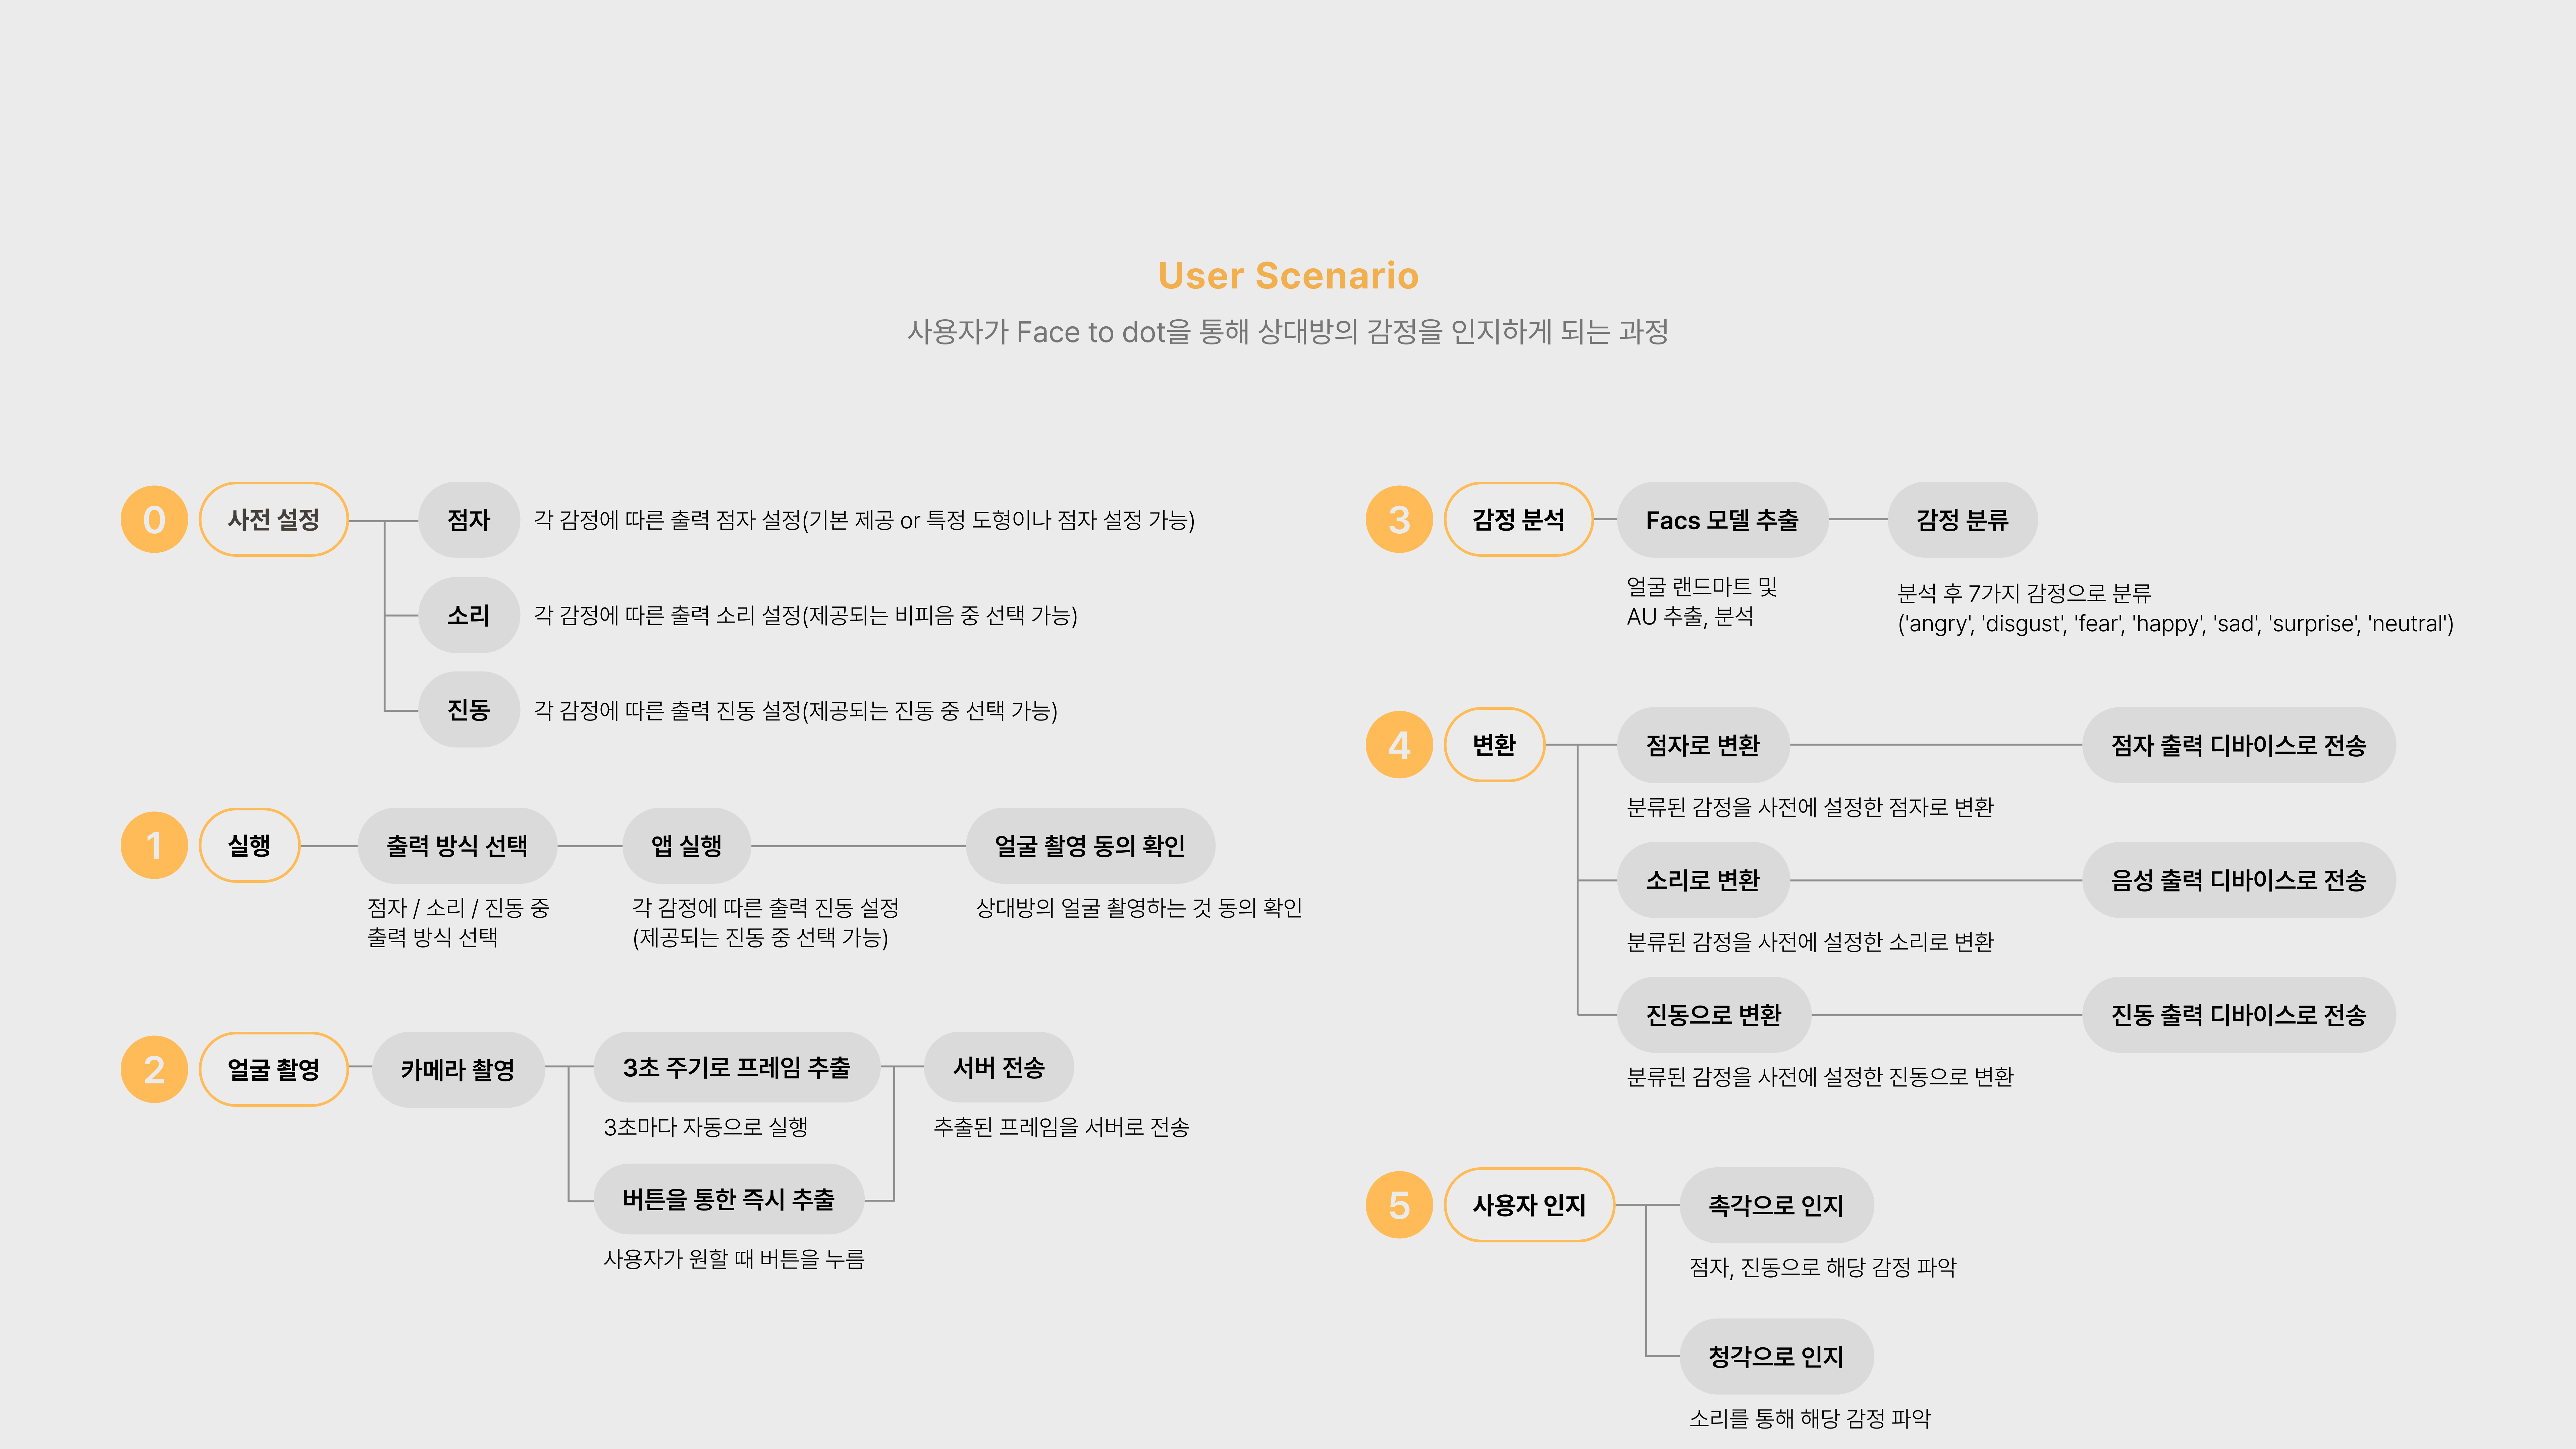 User Scenario
사용자가 Face to dot을 통해 상대방의 감정을 인지하게 되는 과정
0
사전 설정
점자
각 감정에 따른 출력 점자 설정(기본 제공 or 특정 도형이나 점자 설정 가능)
소리
각 감정에 따른 출력 소리 설정(제공되는 비피음 중 선택 가능)
진동
각 감정에 따른 출력 진동 설정(제공되는 진동 중 선택 가능)
1
실행
출력 방식 선택
점자 / 소리 / 진동 중
출력 방식 선택
앱 실행
각 감정에 따른 출력 진동 설정
(제공되는 진동 중 선택 가능)
얼굴 촬영 동의 확인
상대방의 얼굴 촬영하는 것 동의 확인
2
얼굴 촬영
카메라 촬영
3초 주기로 프레임 추출
3초마다 자동으로 실행
버튼을 통한 즉시 추출
사용자가 원할 때 버튼을 누름
서버 전송
추출된 프레임을 서버로 전송
3
감정 분석
Facs 모델 추출
얼굴 랜드마트 및
AU 추출, 분석
감정 분류
분석 후 7가지 감정으로 분류
('angry', 'disgust', 'fear', 'happy', 'sad', 'surprise', 'neutral')
4
변환
점자로 변환
분류된 감정을 사전에 설정한 점자로 변환
점자 출력 디바이스로 전송
소리로 변환
분류된 감정을 사전에 설정한 소리로 변환
음성 출력 디바이스로 전송
진동으로 변환
분류된 감정을 사전에 설정한 진동으로 변환
진동 출력 디바이스로 전송
5
사용자 인지
촉각으로 인지
점자, 진동으로 해당 감정 파악
청각으로 인지
소리를 통해 해당 감정 파악